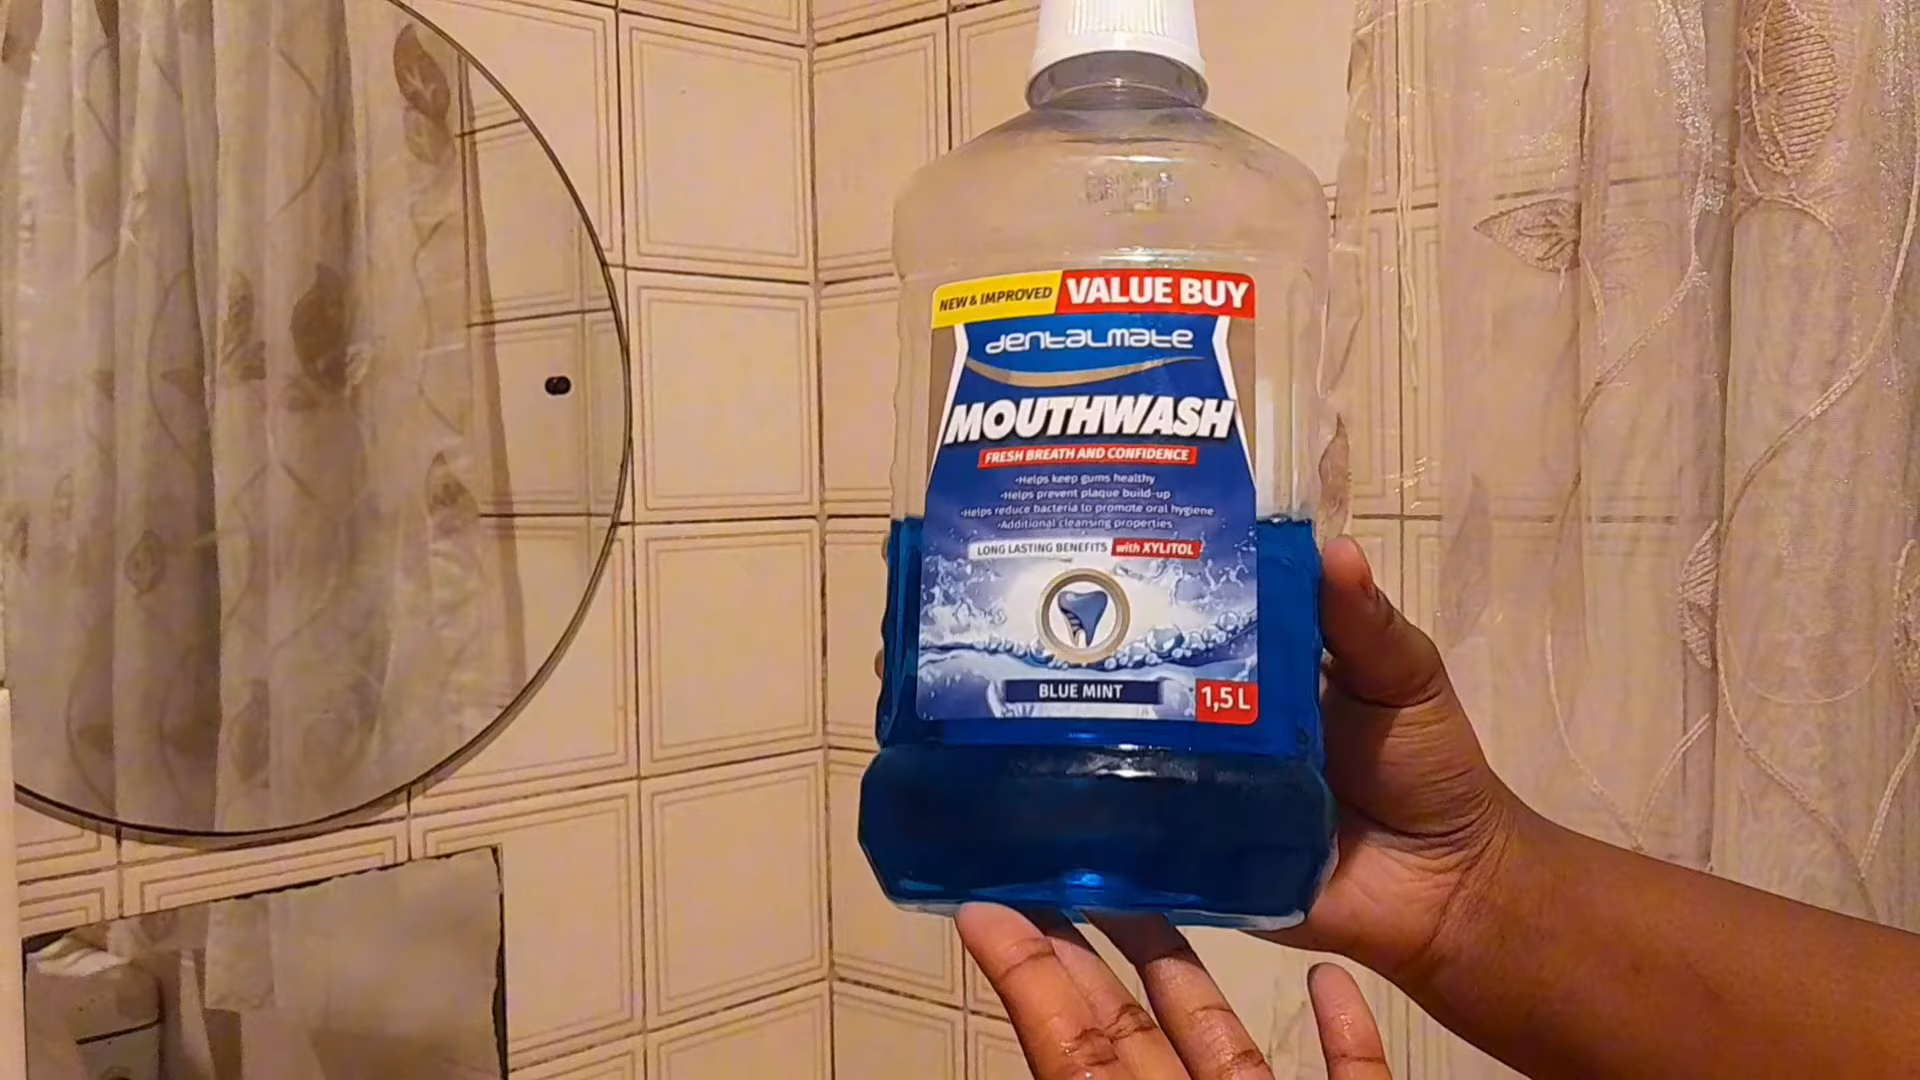 NEW & IMPROVED VALUE BUY
dentalmate
MOUTHWASH
FRESH BREATH AND CONFIDENCE
•Helps keep gums healthy
•Helps prevent plaque build-up
•Helps reduce bacteria to promote oral hygiene
•Additional cleansing properties
LONG LASTING BENEFITS with XYLITOL
BLUE MINT
1,5 L